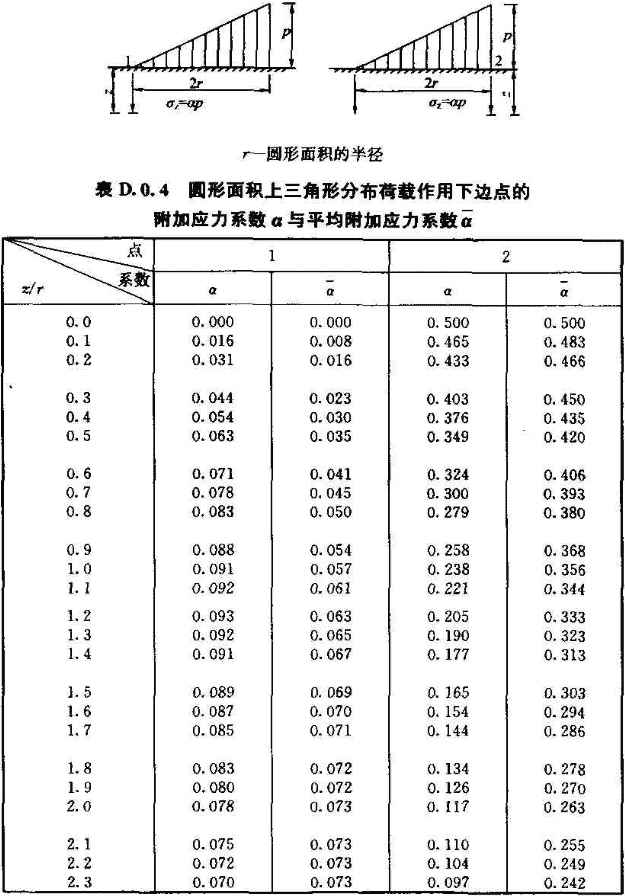 1 p z 2r σz=αp
2 p z 2r σz=αp
r—圆形面积的半径
表 D.0.4 圆形面积上三角形分布荷载作用下边点的
附加应力系数 α 与平均附加应力系数 ᾱ
点 1 2
系数
z/r α ᾱ α ᾱ
0.0 0.000 0.000 0.500 0.500
0.1 0.016 0.008 0.465 0.483
0.2 0.031 0.016 0.433 0.466
0.3 0.044 0.023 0.403 0.450
0.4 0.054 0.030 0.376 0.435
0.5 0.063 0.035 0.349 0.420
0.6 0.071 0.041 0.324 0.406
0.7 0.078 0.045 0.300 0.393
0.8 0.083 0.050 0.279 0.380
0.9 0.088 0.054 0.258 0.368
1.0 0.091 0.057 0.238 0.356
1.1 0.092 0.061 0.221 0.344
1.2 0.093 0.063 0.205 0.333
1.3 0.092 0.065 0.190 0.323
1.4 0.091 0.067 0.177 0.313
1.5 0.089 0.069 0.165 0.303
1.6 0.087 0.070 0.154 0.294
1.7 0.085 0.071 0.144 0.286
1.8 0.083 0.072 0.134 0.278
1.9 0.080 0.072 0.126 0.270
2.0 0.078 0.073 0.117 0.263
2.1 0.075 0.073 0.110 0.255
2.2 0.072 0.073 0.104 0.249
2.3 0.070 0.073 0.097 0.242